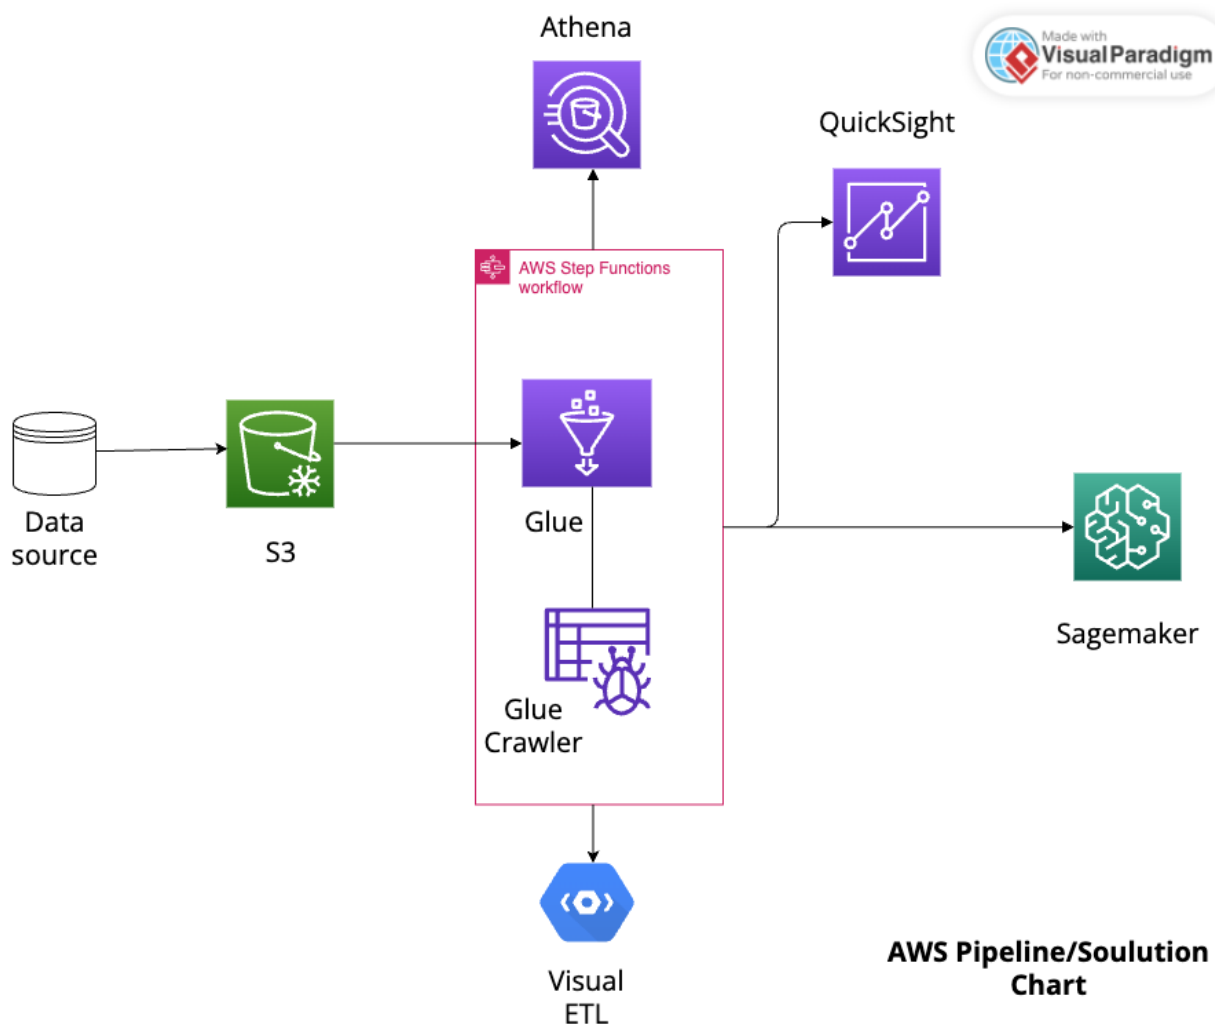 Athena
Made with
Visual Paradigm
For non-commercial use
QuickSight
AWS Step Functions
workflow
Data
source
S3
Glue
Sagemaker
Glue
Crawler
Visual
ETL
AWS Pipeline/Soulution
Chart